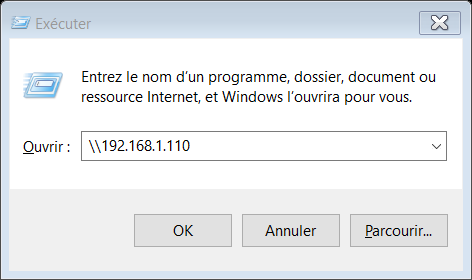 Exécuter
Entrez le nom d’un programme, dossier, document ou
ressource Internet, et Windows l’ouvrira pour vous.
Ouvrir : \\192.168.1.110
OK Annuler Parcourir...